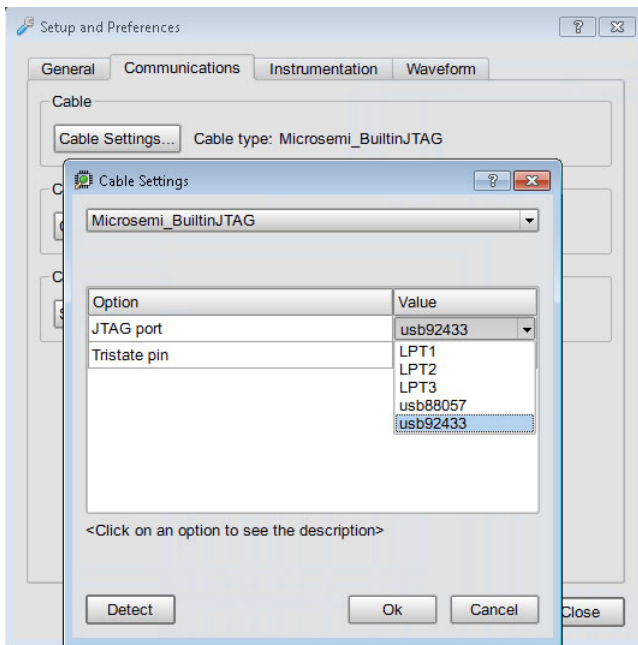 Setup and Preferences
General Communications Instrumentation Waveform
Cable
Cable Settings... Cable type: Microsemi_BuiltinJTAG
Cable Settings
Microsemi_BuiltinJTAG
Option Value
JTAG port usb92433
Tristate pin
LPT1
LPT2
LPT3
usb88057
usb92433
<Click on an option to see the description>
Detect Ok Cancel
Close